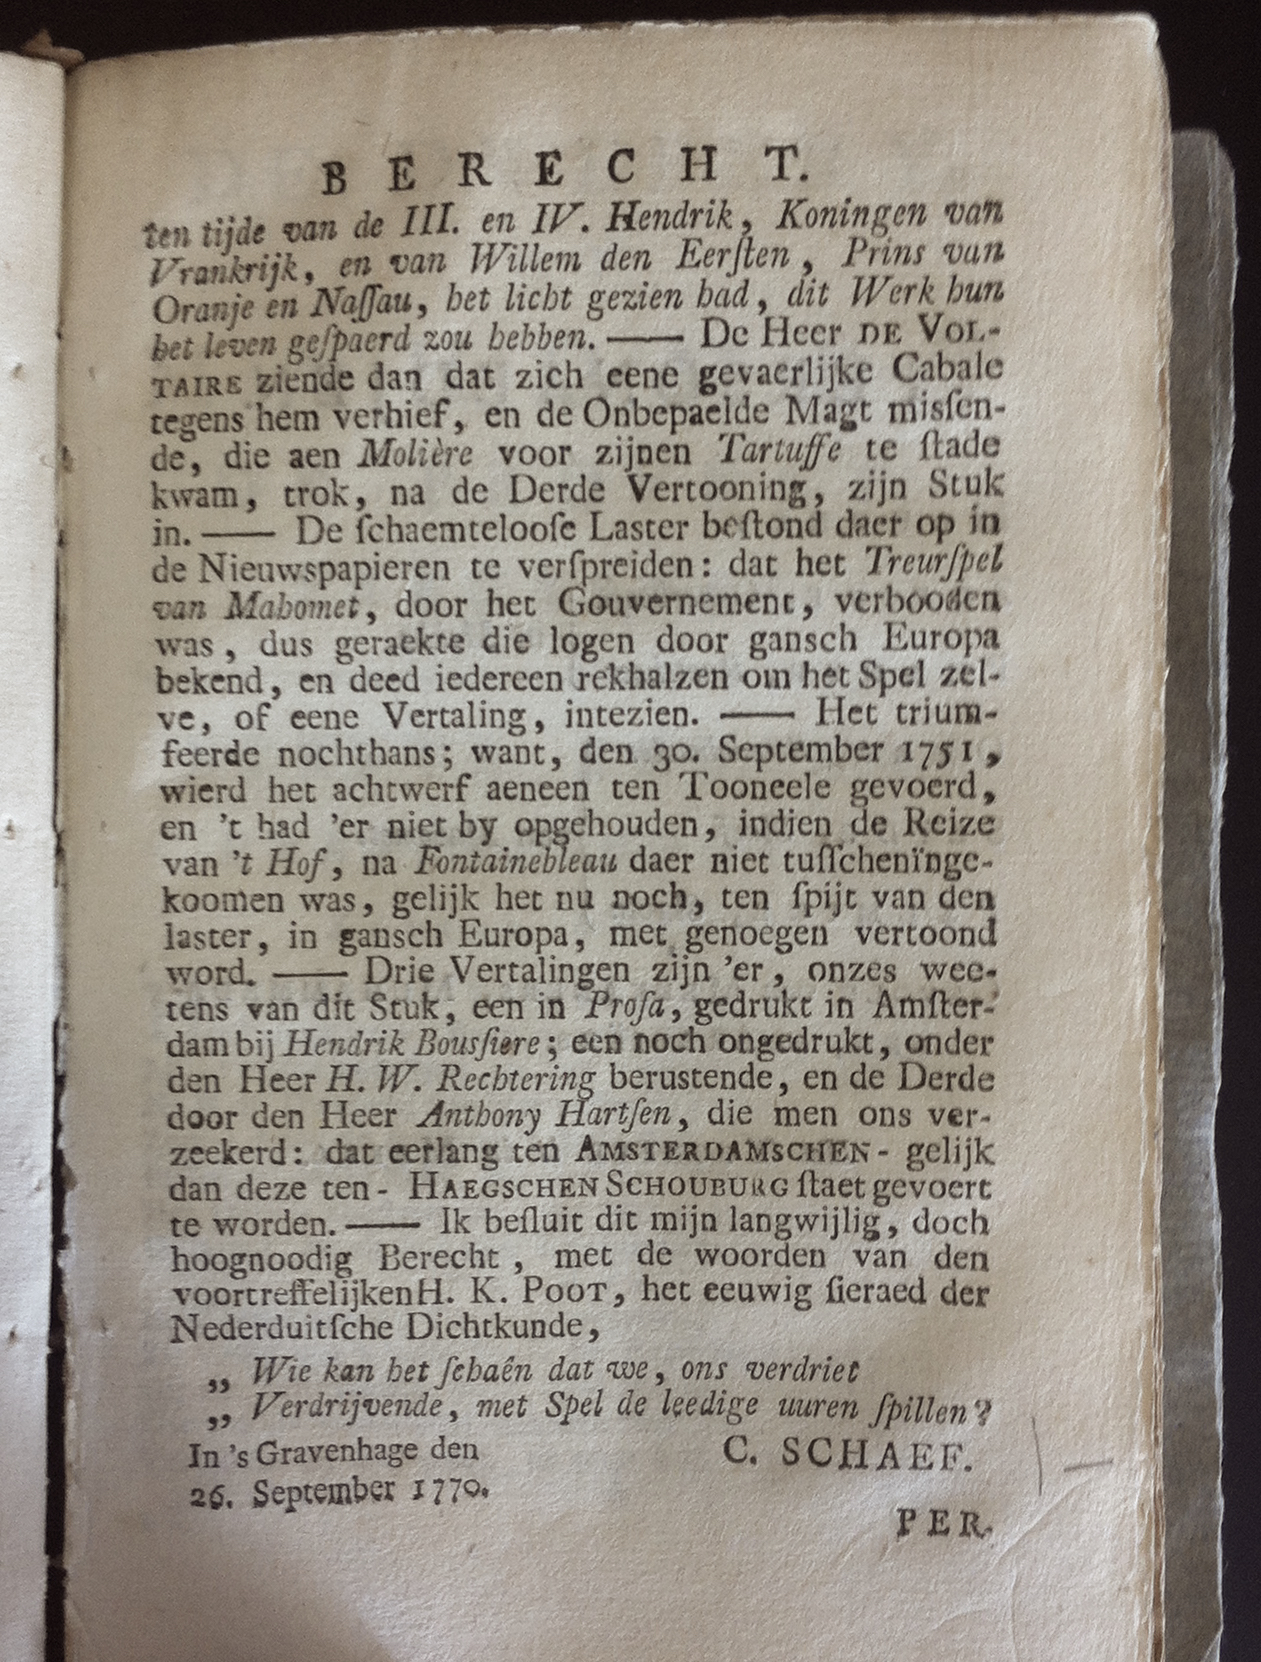 BERECHT.
ten tijde van de III. en IV. Hendrik, Koningen van
Vrankrijk, en van Willem den Eerſten, Prins van
Oranje en Naſſau, het licht gezien had, dit Werk hun
het leven geſpaerd zou hebben. —— De Heer DE VOL-
TAIRE ziende dan dat zich eene gevaerlijke Cabale
tegens hem verhief, en de Onbepaelde Magt misſen-
de, die aen Molière voor zijnen Tartuffe te ſtade
kwam, trok, na de Derde Vertooning, zijn Stuk
in. —— De ſchaemtelooſe Laster beſtond daer op in
de Nieuwspapieren te verſpreiden: dat het Treurſpel
van Mahomet, door het Gouvernement, verbooden
was, dus geraekte die logen door gansch Europa
bekend, en deed iedereen rekhalzen om het Spel zel-
ve, of eene Vertaling, intezien. —— Het trium-
feerde nochthans; want, den 30. September 1751,
wierd het achtwerf aeneen ten Tooneele gevoerd,
en 't had 'er niet by opgehouden, indien de Reize
van 't Hof, na Fontainebleau daer niet tuſſchenïnge-
koomen was, gelijk het nu noch, ten ſpijt van den
laster, in gansch Europa, met genoegen vertoond
word. —— Drie Vertalingen zijn 'er, onzes wee-
tens van dit Stuk, een in Proſa, gedrukt in Amſter-
dam bij Hendrik Bousſiere; een noch ongedrukt, onder
den Heer H. W. Rechtering berustende, en de Derde
door den Heer Anthony Hartſen, die men ons ver-
zeekerd: dat eerlang ten AMSTERDAMSCHEN- gelijk
dan deze ten- HAEGSCHEN SCHOUBURG ſtaet gevoert
te worden. —— Ik beſluit dit mijn langwijlig, doch
hoognoodig Berecht, met de woorden van den
voortreffelijken H. K. POOT, het eeuwig ſieraed der
Nederduitſche Dichtkunde,
„ Wie kan het ſchaên dat we, ons verdriet
„ Verdrijvende, met Spel de leedige uuren ſpillen?
In 's Gravenhage den C. SCHAEF.
26. September 1770.
PER.